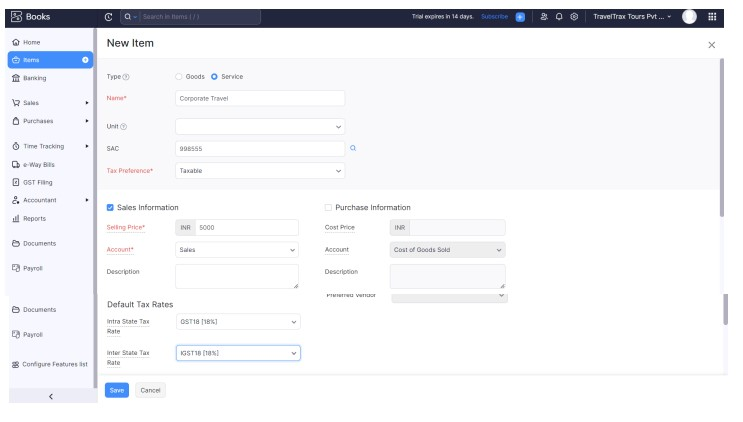 Books
Search in Items ( / )
Trial expires in 14 days. Subscribe
TravelTrax Tours Pvt ...
Home
Items
Banking
Sales
Purchases
Time Tracking
e-Way Bills
GST Filing
Accountant
Reports
Documents
Payroll
Documents
Payroll
Configure Features list
New Item
Type
Goods
Service
Name*
Corporate Travel
Unit
SAC
998555
Tax Preference*
Taxable
Sales Information
Purchase Information
Selling Price*
INR 5000
Cost Price
INR
Account*
Sales
Account
Cost of Goods Sold
Description
Description
Preferred Vendor
Default Tax Rates
Intra State Tax
Rate
GST18 [18%]
Inter State Tax
Rate
IGST18 [18%]
Save
Cancel